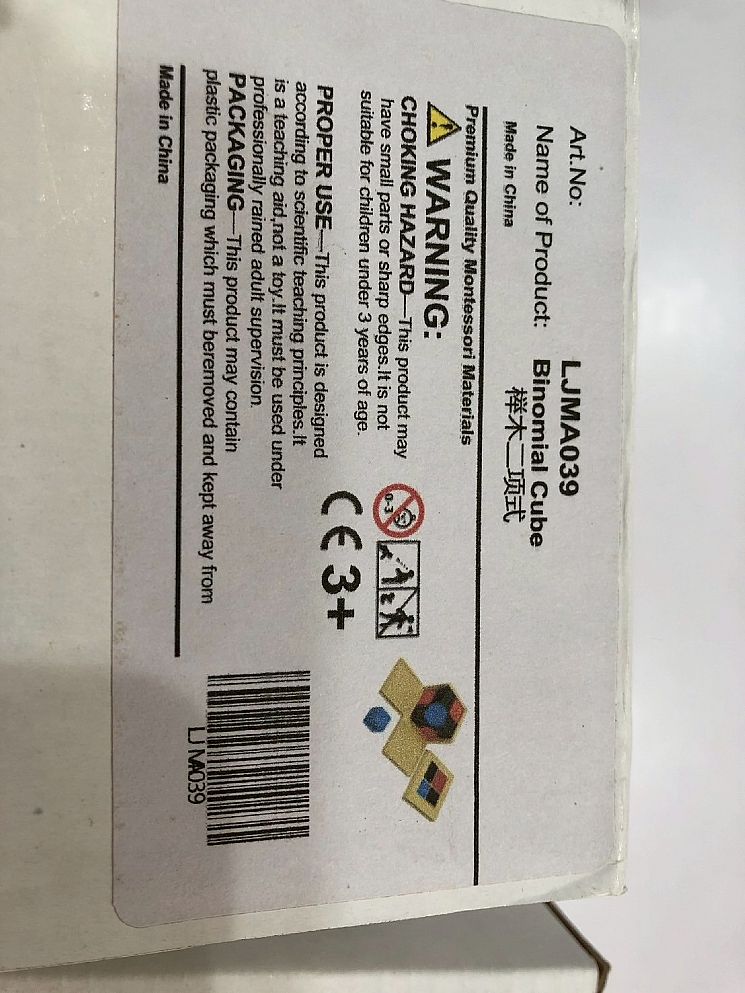 Art.No: LJMA039
Name of Product: Binomial Cube
榉木二项式
Made in China
Premium Quality Montessori Materials
WARNING:
CHOKING HAZARD—This product may
have small parts or sharp edges.It is not
suitable for children under 3 years of age.
0-3
PROPER USE—This product is designed
according to scientific teaching principles.It
is a teaching aid,not a toy.It must be used under
professionally rained adult supervision.
PACKAGING—This product may contain
plastic packaging which must beremoved and kept away from
CE 3+
Made in China
LJMA039